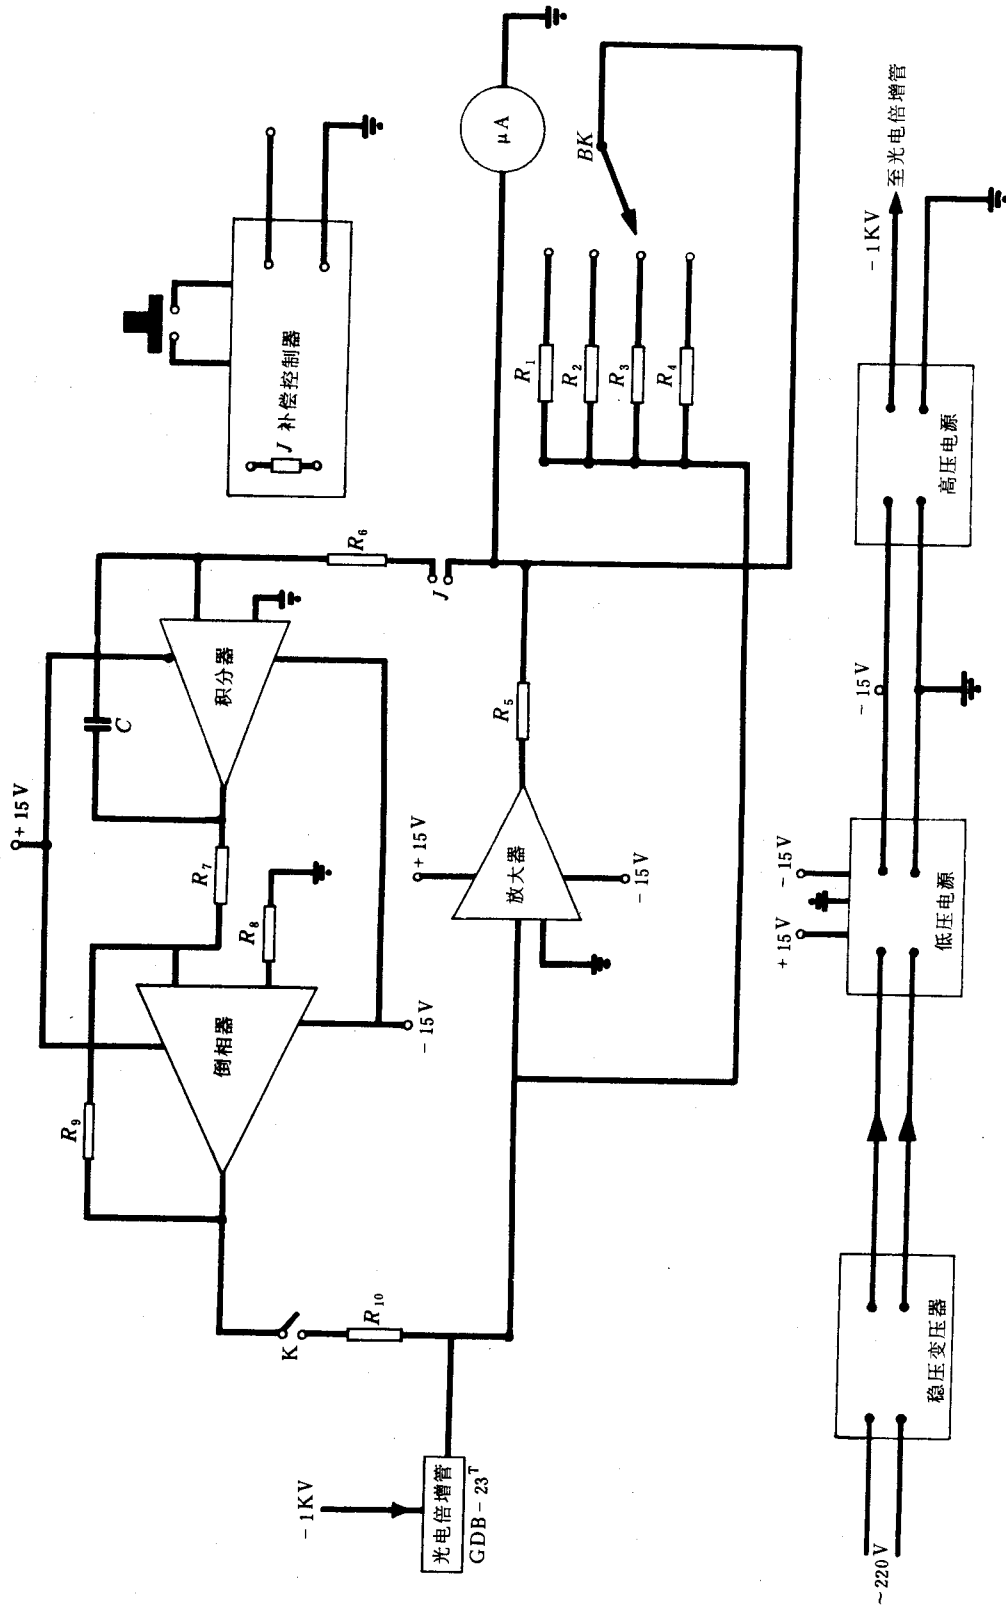 +15V
C
积分器
R₆
J
R₇
R₈
R₉
倒相器
-15V
K
R₁₀
-1KV
光电倍增管
GDB-23ᵀ
J 补偿控制器
μA
+15V
放大器
-15V
R₅
R₁
R₂
R₃
R₄
BK
~220V
稳压变压器
+15V
-15V
低压电源
-15V
高压电源
-1KV
至光电倍增管